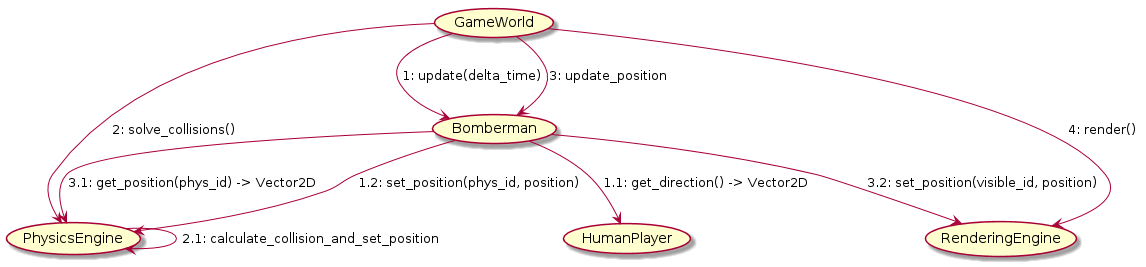 GameWorld
1: update(delta_time)
3: update_position
2: solve_collisions()
4: render()
Bomberman
3.1: get_position(phys_id) -> Vector2D
1.2: set_position(phys_id, position)
1.1: get_direction() -> Vector2D
3.2: set_position(visible_id, position)
PhysicsEngine
2.1: calculate_collision_and_set_position
HumanPlayer
RenderingEngine